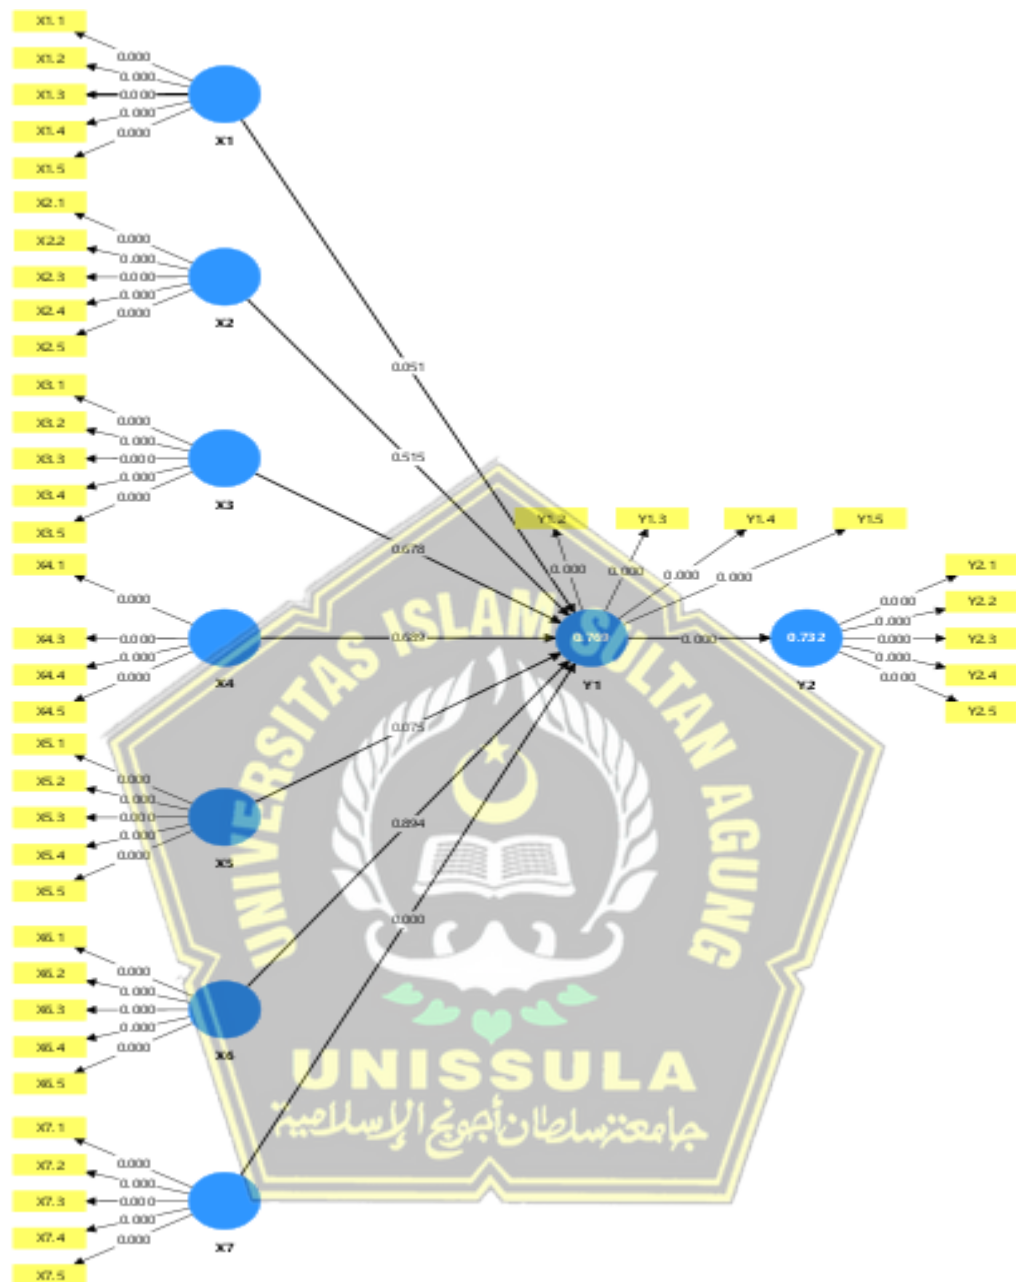 X1.1
0.000
X1.2
0.000
X1.3
0.000
X1.4
0.000
X1.5
0.000
X1
X2.1
0.000
X2.2
0.000
X2.3
0.000
X2.4
0.000
X2.5
0.000
X2
0.051
X3.1
0.000
X3.2
0.000
X3.3
0.000
X3.4
0.000
X3.5
0.000
X3
0.515
0.678
X4.1
0.000
X4.3
0.000
X4.4
0.000
X4.5
0.000
X4
Y1.2
Y1.3
Y1.4
Y1.5
0.000
0.000
0.000
0.000
Y1
0.000
0.732
Y2
Y2.1
0.000
Y2.2
0.000
Y2.3
0.000
Y2.4
0.000
Y2.5
0.000
X5.1
0.000
X5.2
0.000
X5.3
0.000
X5.4
0.000
X5.5
0.000
X5
0.075
0.894
0.000
X6.1
0.000
X6.2
0.000
X6.3
0.000
X6.4
0.000
X6.5
0.000
X6
X7.1
0.000
X7.2
0.000
X7.3
0.000
X7.4
0.000
X7.5
0.000
X7
UNIVERSITAS ISLAM SULTAN AGUNG
UNISSULA
جامعة سلطان أجونج الإسلامية